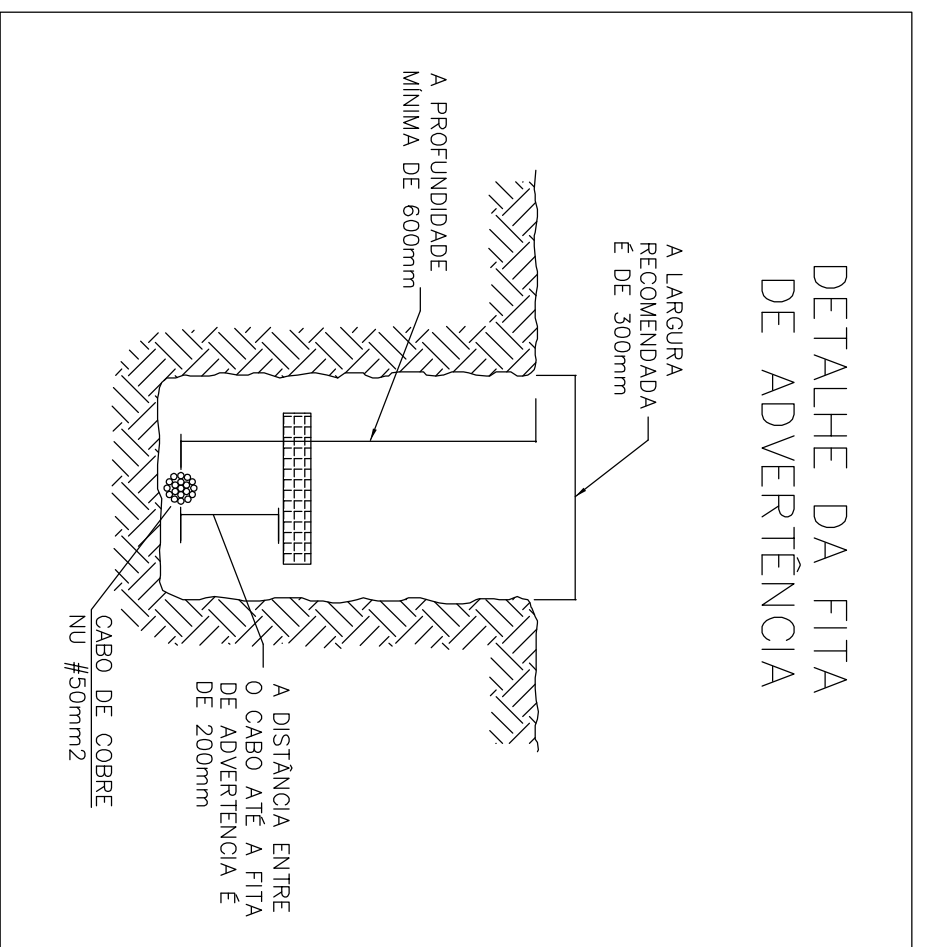 DETALHE DA FITA
DE ADVERTÊNCIA
A LARGURA
RECOMENDADA
É DE 300mm
A PROFUNDIDADE
MÍNIMA DE 600mm
A DISTÂNCIA ENTRE
O CABO ATÉ A FITA
DE ADVERTENCIA É
DE 200mm
CABO DE COBRE
NU #50mm2